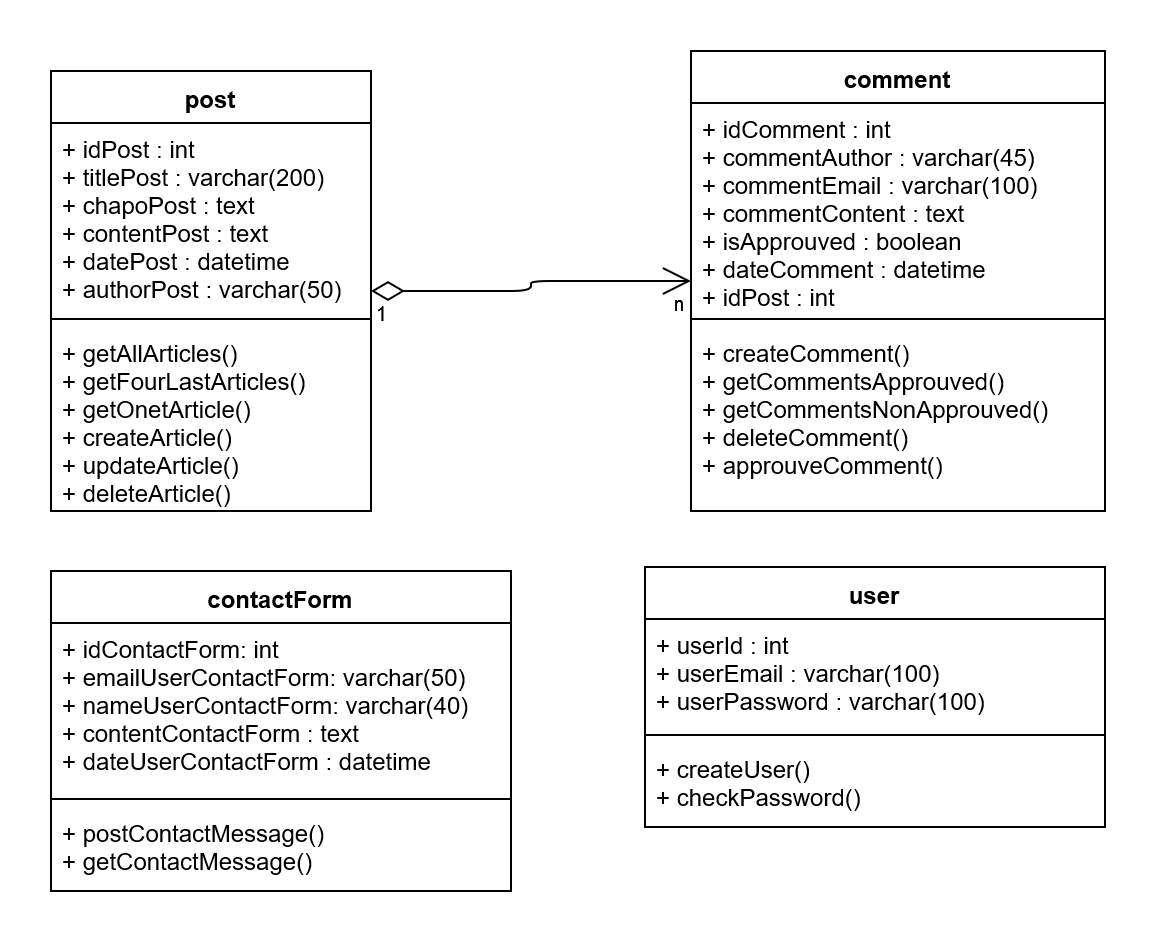 post
+ idPost : int
+ titlePost : varchar(200)
+ chapoPost : text
+ contentPost : text
+ datePost : datetime
+ authorPost : varchar(50)
+ getAllArticles()
+ getFourLastArticles()
+ getOnetArticle()
+ createArticle()
+ updateArticle()
+ deleteArticle()
1
n
comment
+ idComment : int
+ commentAuthor : varchar(45)
+ commentEmail : varchar(100)
+ commentContent : text
+ isApprouved : boolean
+ dateComment : datetime
+ idPost : int
+ createComment()
+ getCommentsApprouved()
+ getCommentsNonApprouved()
+ deleteComment()
+ approuveComment()
contactForm
+ idContactForm: int
+ emailUserContactForm: varchar(50)
+ nameUserContactForm: varchar(40)
+ contentContactForm : text
+ dateUserContactForm : datetime
+ postContactMessage()
+ getContactMessage()
user
+ userId : int
+ userEmail : varchar(100)
+ userPassword : varchar(100)
+ createUser()
+ checkPassword()